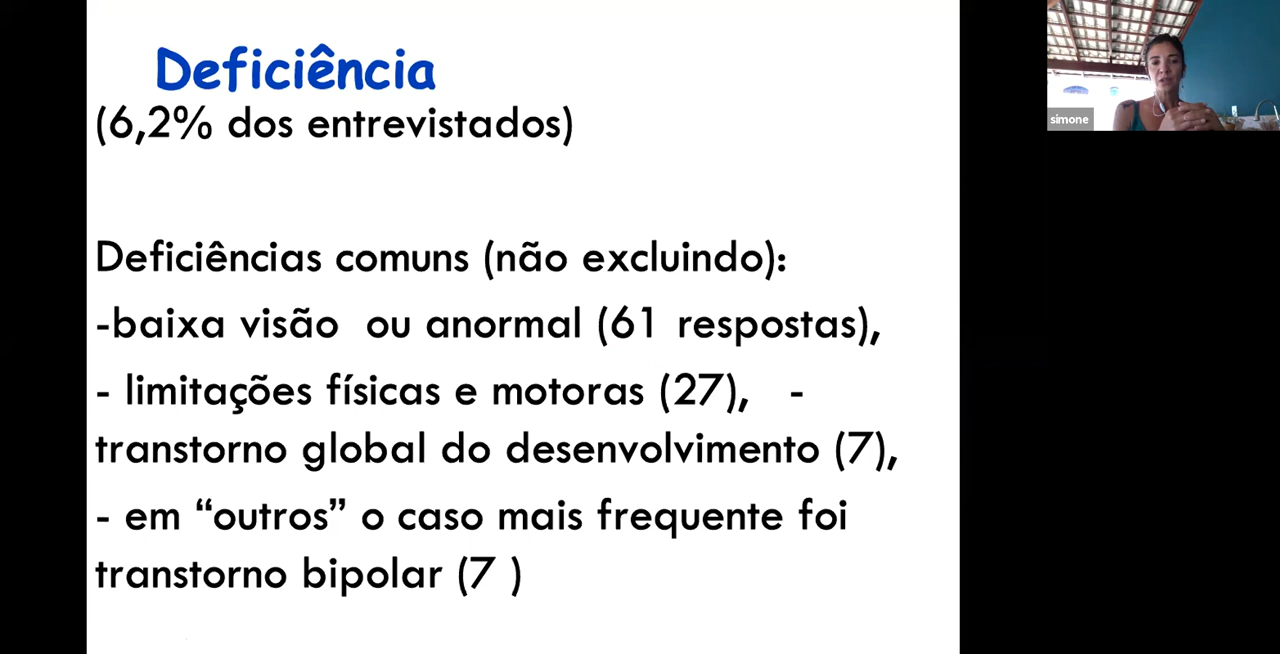 Deficiência
(6,2% dos entrevistados)
simone
Deficiências comuns (não excluindo):
-baixa visão ou anormal (61 respostas),
- limitações físicas e motoras (27), -
transtorno global do desenvolvimento (7),
- em “outros” o caso mais frequente foi
transtorno bipolar (7 )